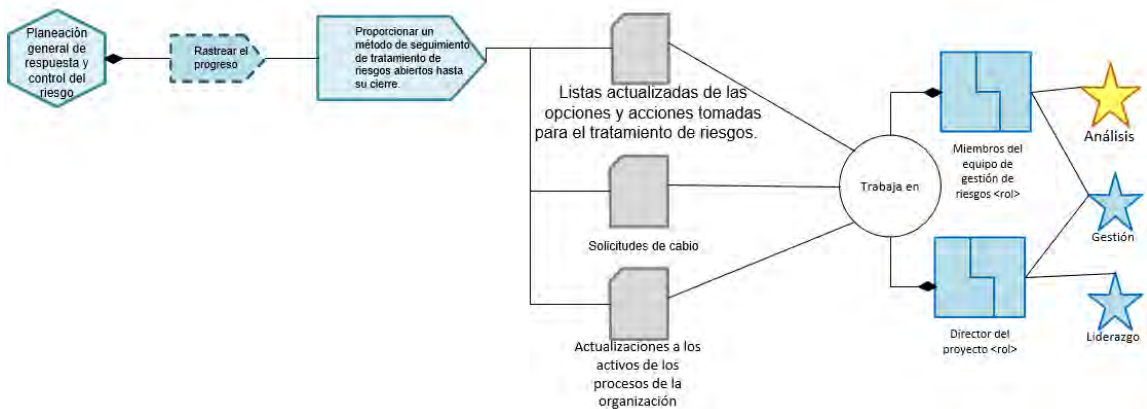 Planeación
general de
respuesta y
control del
riesgo
Rastrear el
progreso
Proporcionar un
método de seguimiento
de tratamiento de
riesgos abiertos hasta
su cierre.
Listas actualizadas de las
opciones y acciones tomadas
para el tratamiento de riesgos.
Solicitudes de cabio
Actualizaciones a los
activos de los
procesos de la
organización
Trabaja en
Miembros del
equipo de
gestión de
riesgos <rol>
Director del
proyecto <rol>
Análisis
Gestión
Liderazgo